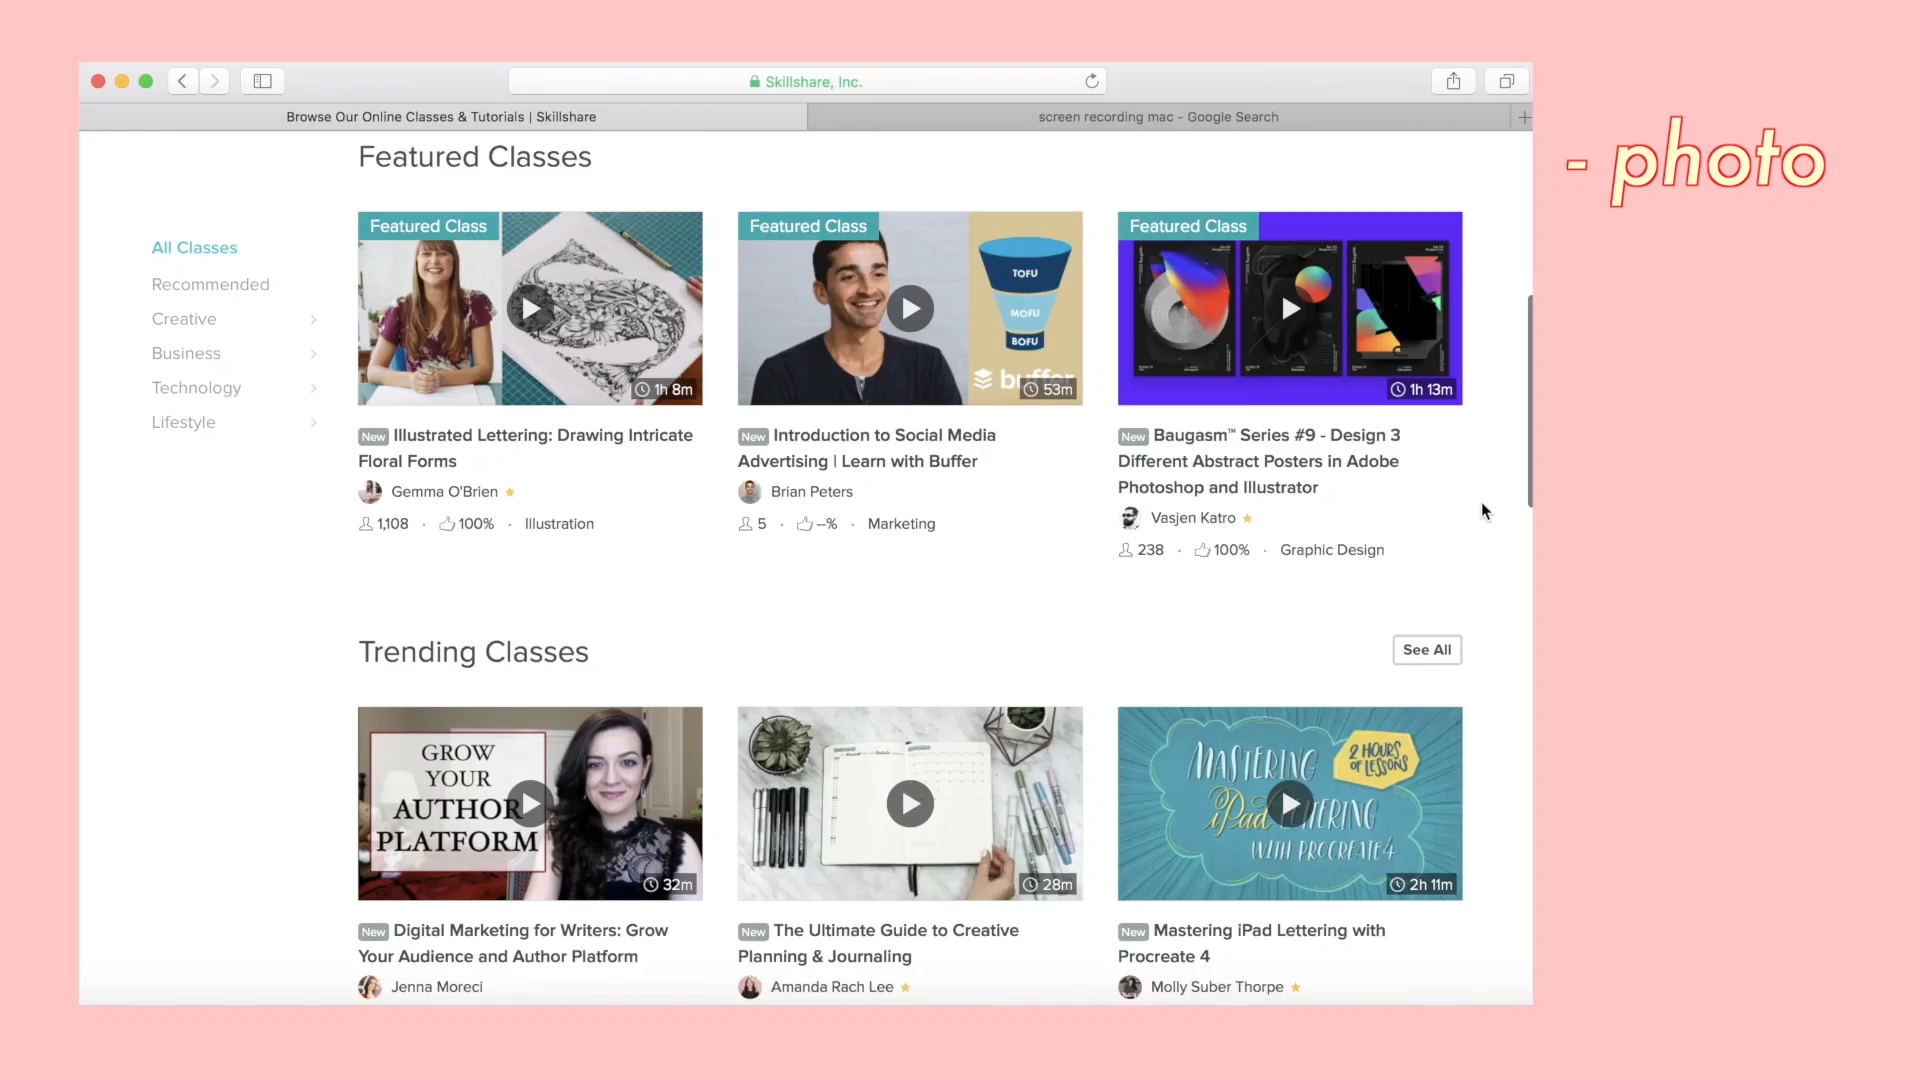 Skillshare, Inc.
Browse Our Online Classes & Tutorials | Skillshare
screen recording mac - Google Search
- photo
Featured Classes
All Classes
Recommended
Creative
Business
Technology
Lifestyle
Featured Class
1h 8m
New Illustrated Lettering: Drawing Intricate
Floral Forms
Gemma O'Brien
1,108 · 100% · Illustration
Featured Class
TOFU
MOFU
BOFU
buffer
53m
New Introduction to Social Media
Advertising | Learn with Buffer
Brian Peters
5 · --% · Marketing
Featured Class
1h 13m
New Baugasm™ Series #9 - Design 3
Different Abstract Posters in Adobe
Photoshop and Illustrator
Vasjen Katro
238 · 100% · Graphic Design
Trending Classes
See All
GROW
YOUR
AUTHOR
PLATFORM
32m
New Digital Marketing for Writers: Grow
Your Audience and Author Platform
Jenna Moreci
28m
New The Ultimate Guide to Creative
Planning & Journaling
Amanda Rach Lee
MASTERING
iPad LETTERING
WITH PROCREATE 4
2 HOURS
OF LESSONS
2h 11m
New Mastering iPad Lettering with
Procreate 4
Molly Suber Thorpe